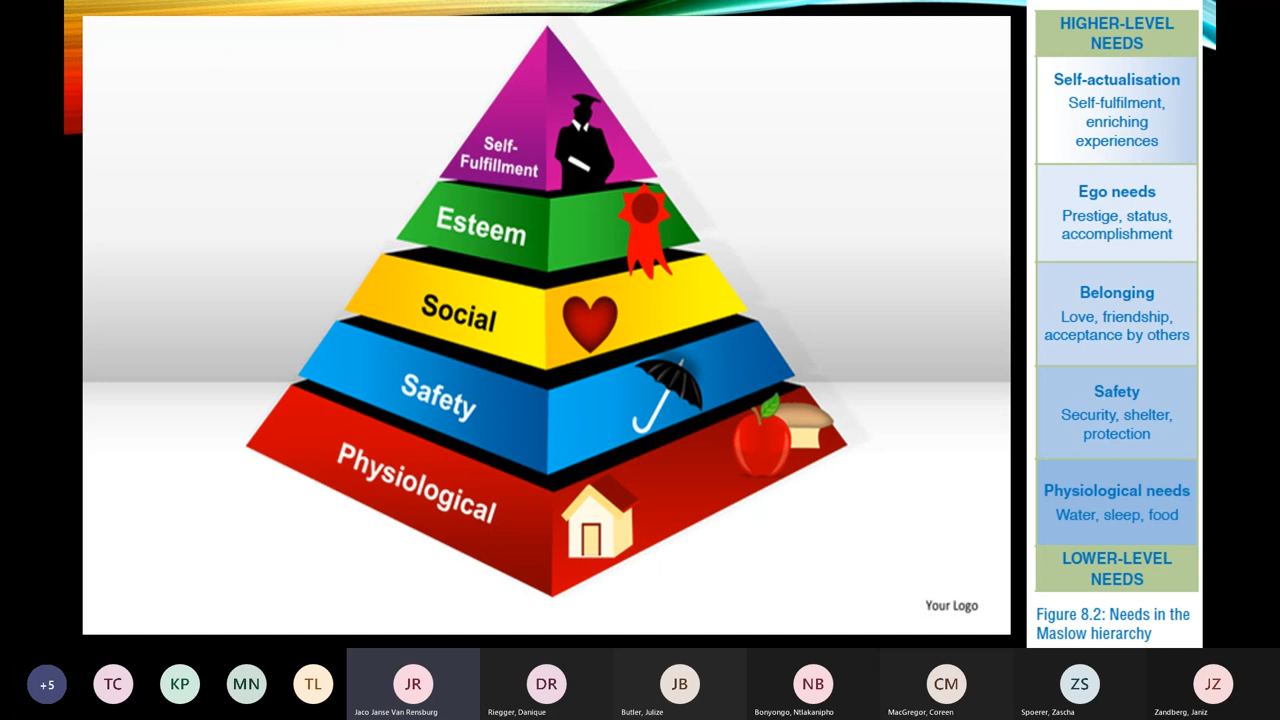 Self-
Fulfillment
Esteem
Social
Safety
Physiological
Your Logo
HIGHER-LEVEL
NEEDS
Self-actualisation
Self-fulfilment,
enriching
experiences
Ego needs
Prestige, status,
accomplishment
Belonging
Love, friendship,
acceptance by others
Safety
Security, shelter,
protection
Physiological needs
Water, sleep, food
LOWER-LEVEL
NEEDS
Figure 8.2: Needs in the
Maslow hierarchy
+5
TC
KP
MN
TL
JR
DR
JB
NB
CM
ZS
JZ
Jaco Janse Van Rensburg
Riegger, Danique
Butler, Julize
Bonyongo, Ntlakanipho
MacGregor, Coreen
Spoerer, Zascha
Zandberg, Janiz